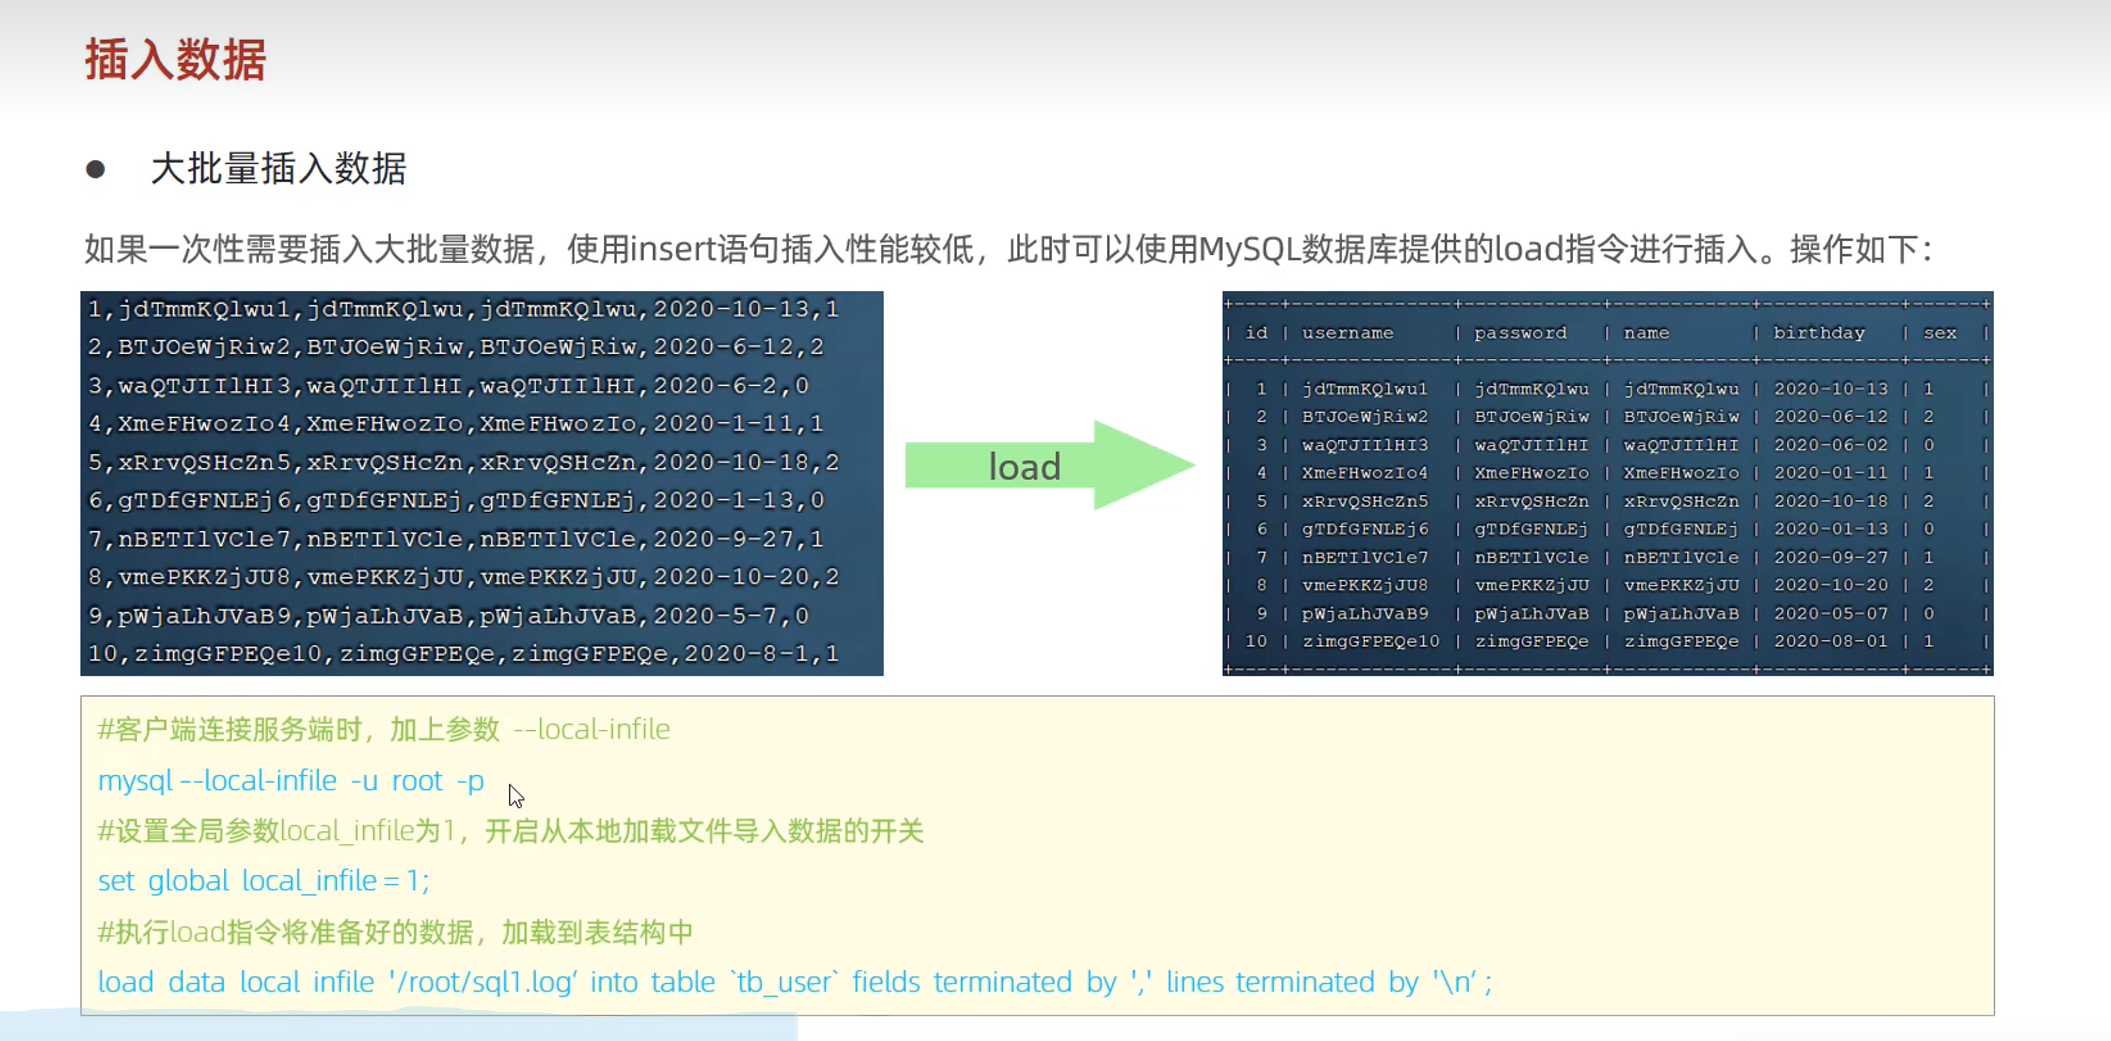 插入数据
● 大批量插入数据
如果一次性需要插入大批量数据，使用insert语句插入性能较低，此时可以使用MySQL数据库提供的load指令进行插入。操作如下：
1,jdTmmKQlwu1,jdTmmKQlwu,jdTmmKQlwu,2020-10-13,1
2,BTJOeWjRiw2,BTJOeWjRiw,BTJOeWjRiw,2020-6-12,2
3,waQTJIIlHI3,waQTJIIlHI,waQTJIIlHI,2020-6-2,0
4,XmeFHwozIo4,XmeFHwozIo,XmeFHwozIo,2020-1-11,1
5,xRrvQSHcZn5,xRrvQSHcZn,xRrvQSHcZn,2020-10-18,2
6,gTDfGFNLEj6,gTDfGFNLEj,gTDfGFNLEj,2020-1-13,0
7,nBETIlVCle7,nBETIlVCle,nBETIlVCle,2020-9-27,1
8,vmePKKZjJU8,vmePKKZjJU,vmePKKZjJU,2020-10-20,2
9,pWjaLhJVaB9,pWjaLhJVaB,pWjaLhJVaB,2020-5-7,0
10,zimgGFPEQe10,zimgGFPEQe,zimgGFPEQe,2020-8-1,1
load
| id | username | password | name | birthday | sex |
| 1 | jdTmmKQlwu1 | jdTmmKQlwu | jdTmmKQlwu | 2020-10-13 | 1 |
| 2 | BTJOeWjRiw2 | BTJOeWjRiw | BTJOeWjRiw | 2020-06-12 | 2 |
| 3 | waQTJIIlHI3 | waQTJIIlHI | waQTJIIlHI | 2020-06-02 | 0 |
| 4 | XmeFHwozIo4 | XmeFHwozIo | XmeFHwozIo | 2020-01-11 | 1 |
| 5 | xRrvQSHcZn5 | xRrvQSHcZn | xRrvQSHcZn | 2020-10-18 | 2 |
| 6 | gTDfGFNLEj6 | gTDfGFNLEj | gTDfGFNLEj | 2020-01-13 | 0 |
| 7 | nBETIlVCle7 | nBETIlVCle | nBETIlVCle | 2020-09-27 | 1 |
| 8 | vmePKKZjJU8 | vmePKKZjJU | vmePKKZjJU | 2020-10-20 | 2 |
| 9 | pWjaLhJVaB9 | pWjaLhJVaB | pWjaLhJVaB | 2020-05-07 | 0 |
| 10 | zimgGFPEQe10 | zimgGFPEQe | zimgGFPEQe | 2020-08-01 | 1 |
#客户端连接服务端时，加上参数 --local-infile
mysql --local-infile -u root -p
#设置全局参数local_infile为1，开启从本地加载文件导入数据的开关
set global local_infile = 1;
#执行load指令将准备好的数据，加载到表结构中
load data local infile '/root/sql1.log' into table `tb_user` fields terminated by ',' lines terminated by '\n' ;